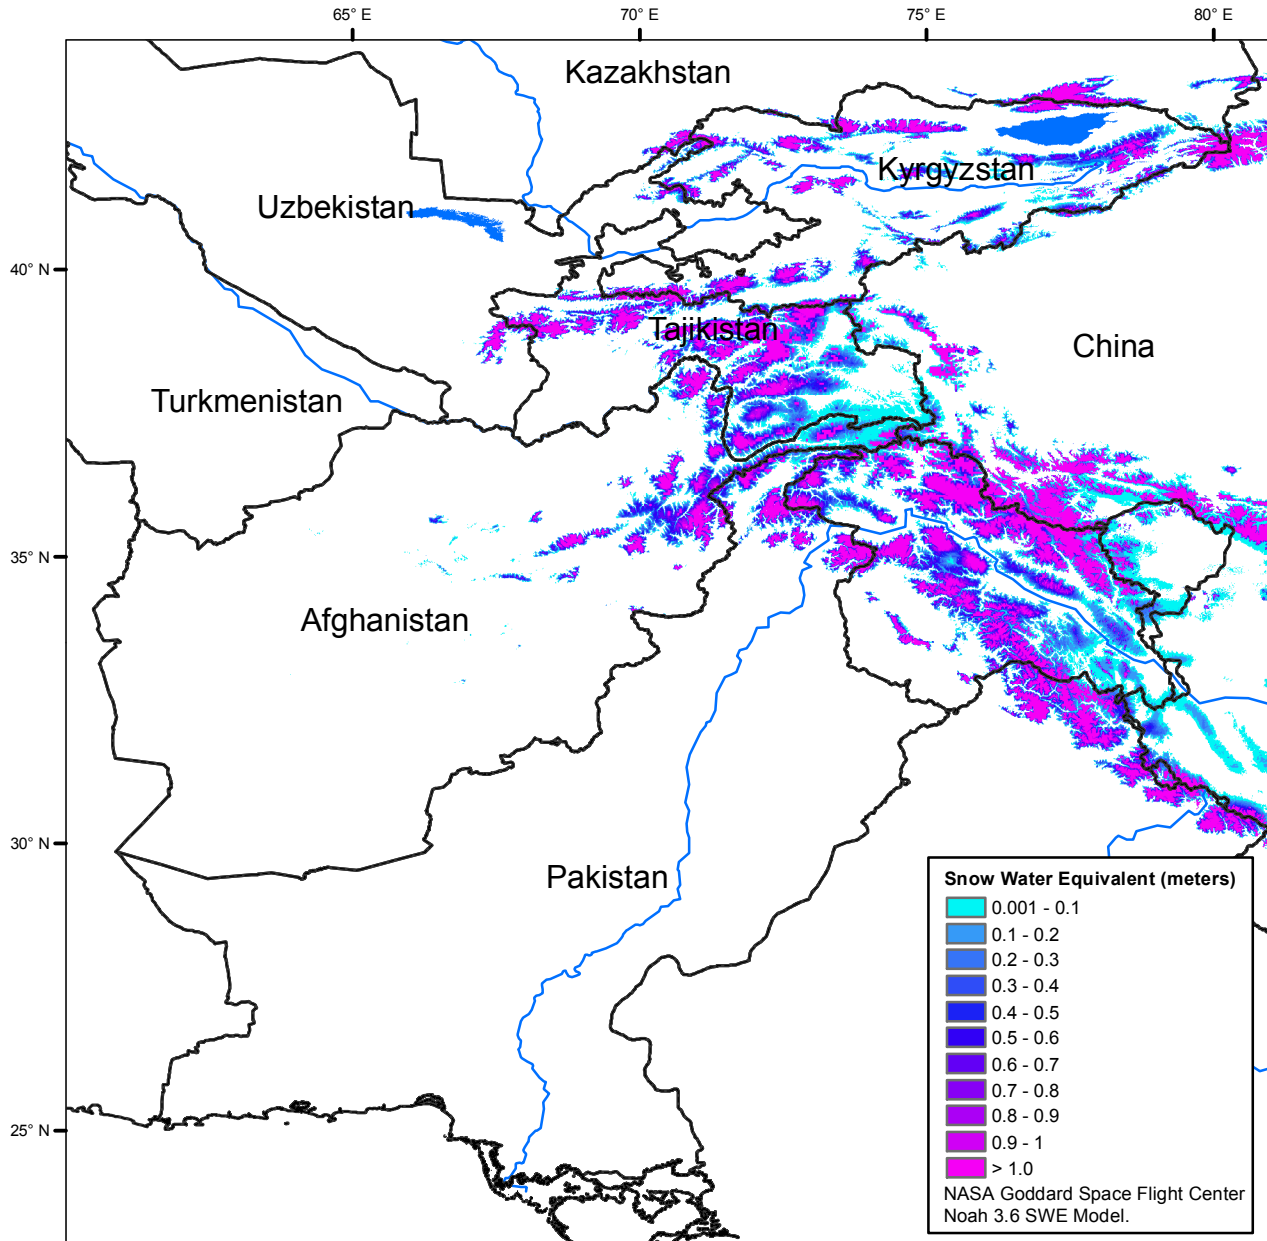 65° E
70° E
75° E
80° E
Kazakhstan
Kyrgyzstan
Uzbekistan
40° N
Tajikistan
China
Turkmenistan
35° N
Afghanistan
30° N
Pakistan
25° N
Snow Water Equivalent (meters)
0.001 - 0.1
0.1 - 0.2
0.2 - 0.3
0.3 - 0.4
0.4 - 0.5
0.5 - 0.6
0.6 - 0.7
0.7 - 0.8
0.8 - 0.9
0.9 - 1
> 1.0
NASA Goddard Space Flight Center
Noah 3.6 SWE Model.